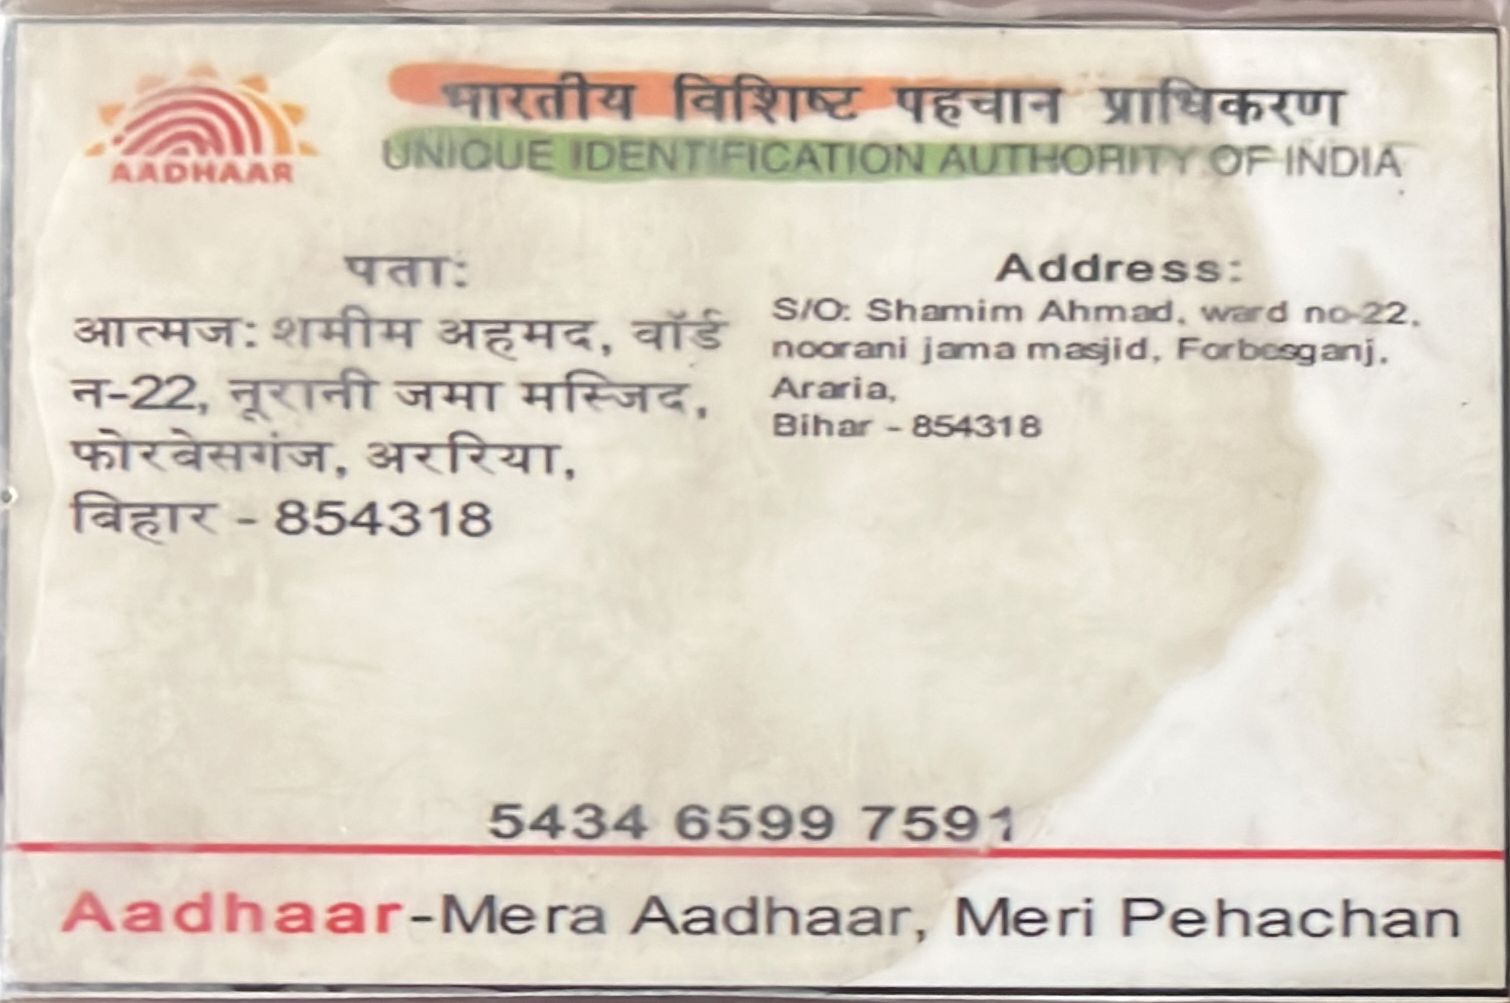 भारतीय विशिष्ट पहचान प्राधिकरण
AADHAAR
UNIQUE IDENTIFICATION AUTHORITY OF INDIA
पता:
आत्मज: शमीम अहमद, वॉर्ड
न-22, नूरानी जमा मस्जिद,
फोरबेसगंज, अररिया,
बिहार - 854318
Address:
S/O: Shamim Ahmad, ward no-22,
noorani jama masjid, Forbesganj,
Araria,
Bihar - 854318
5434 6599 7591
Aadhaar-Mera Aadhaar, Meri Pehachan